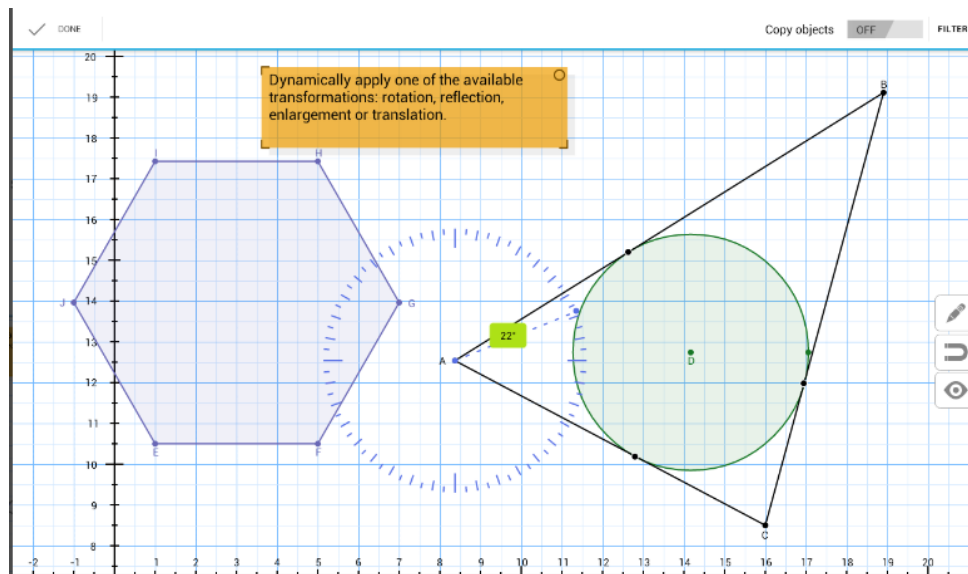 DONE
Copy objects OFF FILTER
20
Dynamically apply one of the available
transformations: rotation, reflection,
enlargement or translation.
B
19
18
I H
17
16
15
J 14 G
22°
13
A
D
12
11
E F
10
9
C
8
-2 -1 1 2 3 4 5 6 7 8 9 10 11 12 13 14 15 16 17 18 19 20